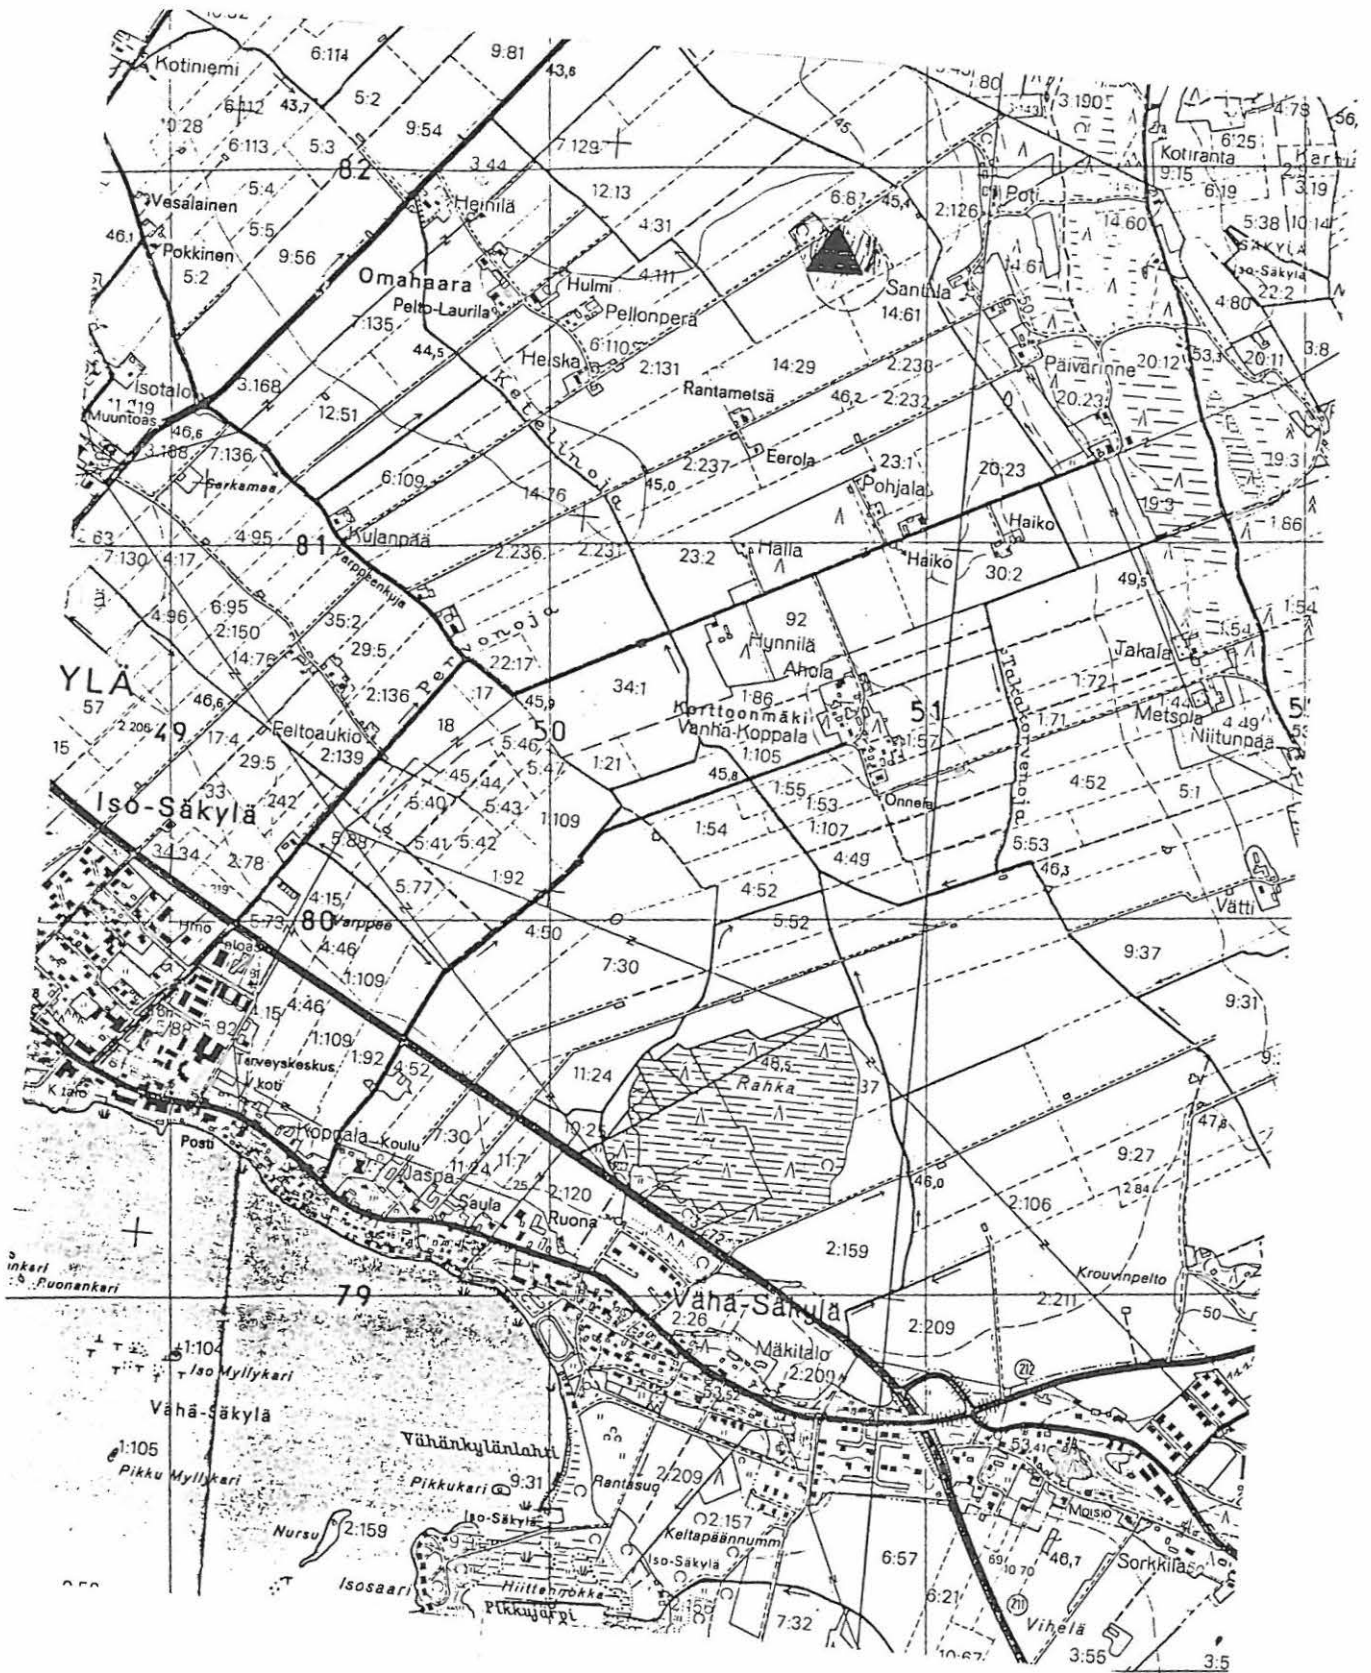 6:114
9:81
Kotiniemi
43,6
80
3:190
4:78
56,
6:112
43,7
5:2
10:28
9:54
7:129
45
6:25
6:113
5:3
3:44
Kotiranta
9:15
82
Poti
6:19
3:19
5:4
12:13
6:87
45,4
2:126
Vesalainen
Heinilä
14:60
5:38
10:14
46,1
5:5
4:31
SÄKYLÄ
Pokkinen
9:56
Iso-Säkylä
5:2
Omahaara
4:111
14:61
22:2
Hulmi
Santala
4:80
Pelto-Laurila
Pellonperä
14:61
7:135
6:110
44,5
Heiska
2:131
14:29
2:238
Päivärinne
20:12
53,3
20:11
3:8
Isotalo
3:168
Rantametsä
46,2
2:232
20:23
12:51
Ketelinoja
Muuntoas.
46,6
7:136
Eerola
23:1
19:3
2:237
20:23
Sarkamaa
6:109
45,0
Pohjala
14:76
19:3
1:86
63
4:95
Kujanpää
Haiko
7:130
4:17
81
2:236
2:231
23:2
Halla
Haiko
30:2
49,5
Varppeenkuja
4:96
6:95
35:2
92
1:54
2:150
29:5
Hynnilä
1:54
14:76
22:17
Takala
YLÄ
2:136
:17
34:1
Ahola
Takakorvenoja
1:72
57
46,6
45,9
1:86
1:44
2:206
18
Korttoonmäki
51
1:71
Metsola
49
17:4
Peltoaukio
50
Vanha-Koppala
4:49
15
2:139
5:46
1:105
1:57
Niitunpää
29:5
45
44
5:47
1:21
45,8
4:52
33
242
5:40
5:43
1:55
1:53
Onnela
5:1
Iso-Säkylä
1:109
1:54
1:107
34:34
2:78
5:88
5:41
5:42
4:49
5:53
46,3
5:77
1:92
4:52
4:15
5:73
80
Varppee
4:50
5:52
Vätti
4:46
7:30
9:37
1:109
9:31
4:46
5:82
1:109
48,5
Terveyskeskus
1:92
4:52
11:24
Rahka
37
V koti
K talo
47,8
Posti
Koppala
Koulu
7:30
10:25
9:27
Jaspa
11:24
11:7
46,0
Saula
2:120
2:106
Ruona
2:159
Krouvinpelto
Ruonankari
79
2:211
50
Vähä-Säkylä
2:26
2:209
1:104
Mäkitalo
212
Iso Myllykari
2:209
Vähä-Säkylä
1:105
Vähänkylänlahti
53,41
Pikku Myllykari
Pikkukari
9:31
Rantasuo
2:209
Moisio
Nursu
2:159
Iso-Säkylä
2:157
Keltapäännummi
46,7
Sorkkilas
Iso-Säkylä
6:57
69
10 70
Isosaari
Hiittennokka
6:21
211
Pikkujärvi
7:32
Vihelä
10:67
3:55
3:5